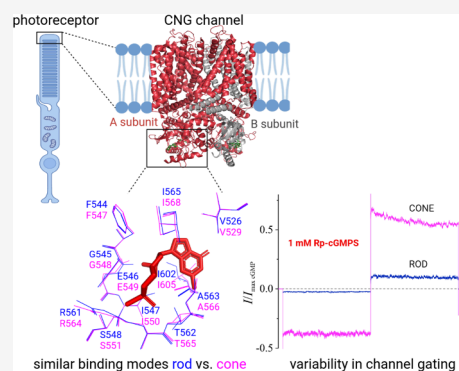 photoreceptor
CNG channel
A subunit
B subunit
F544
F547
I565
I568
V526
V529
G545
G548
E546
E549
I602
I605
A563
A566
R561
R564
I547
I550
S548
S551
T562
T565
similar binding modes rod vs. cone
I/Imax cGMP
0.5
0.0
-0.5
1 mM Rp-cGMPS
CONE
ROD
variability in channel gating